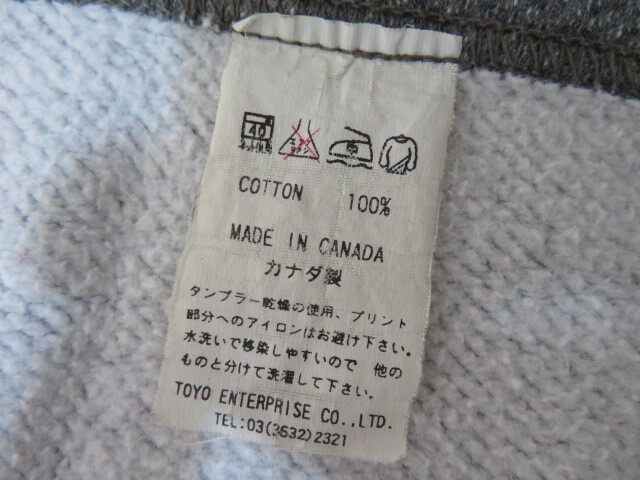 40
COTTON 100%
MADE IN CANADA
カナダ製
タンブラー乾燥の使用、プリント
部分へのアイロンはお避け下さい。
水洗いで移染しやすいので 他の
ものと分けて洗濯して下さい。
TOYO ENTERPRISE CO.,LTD.
TEL:03(3632)2321